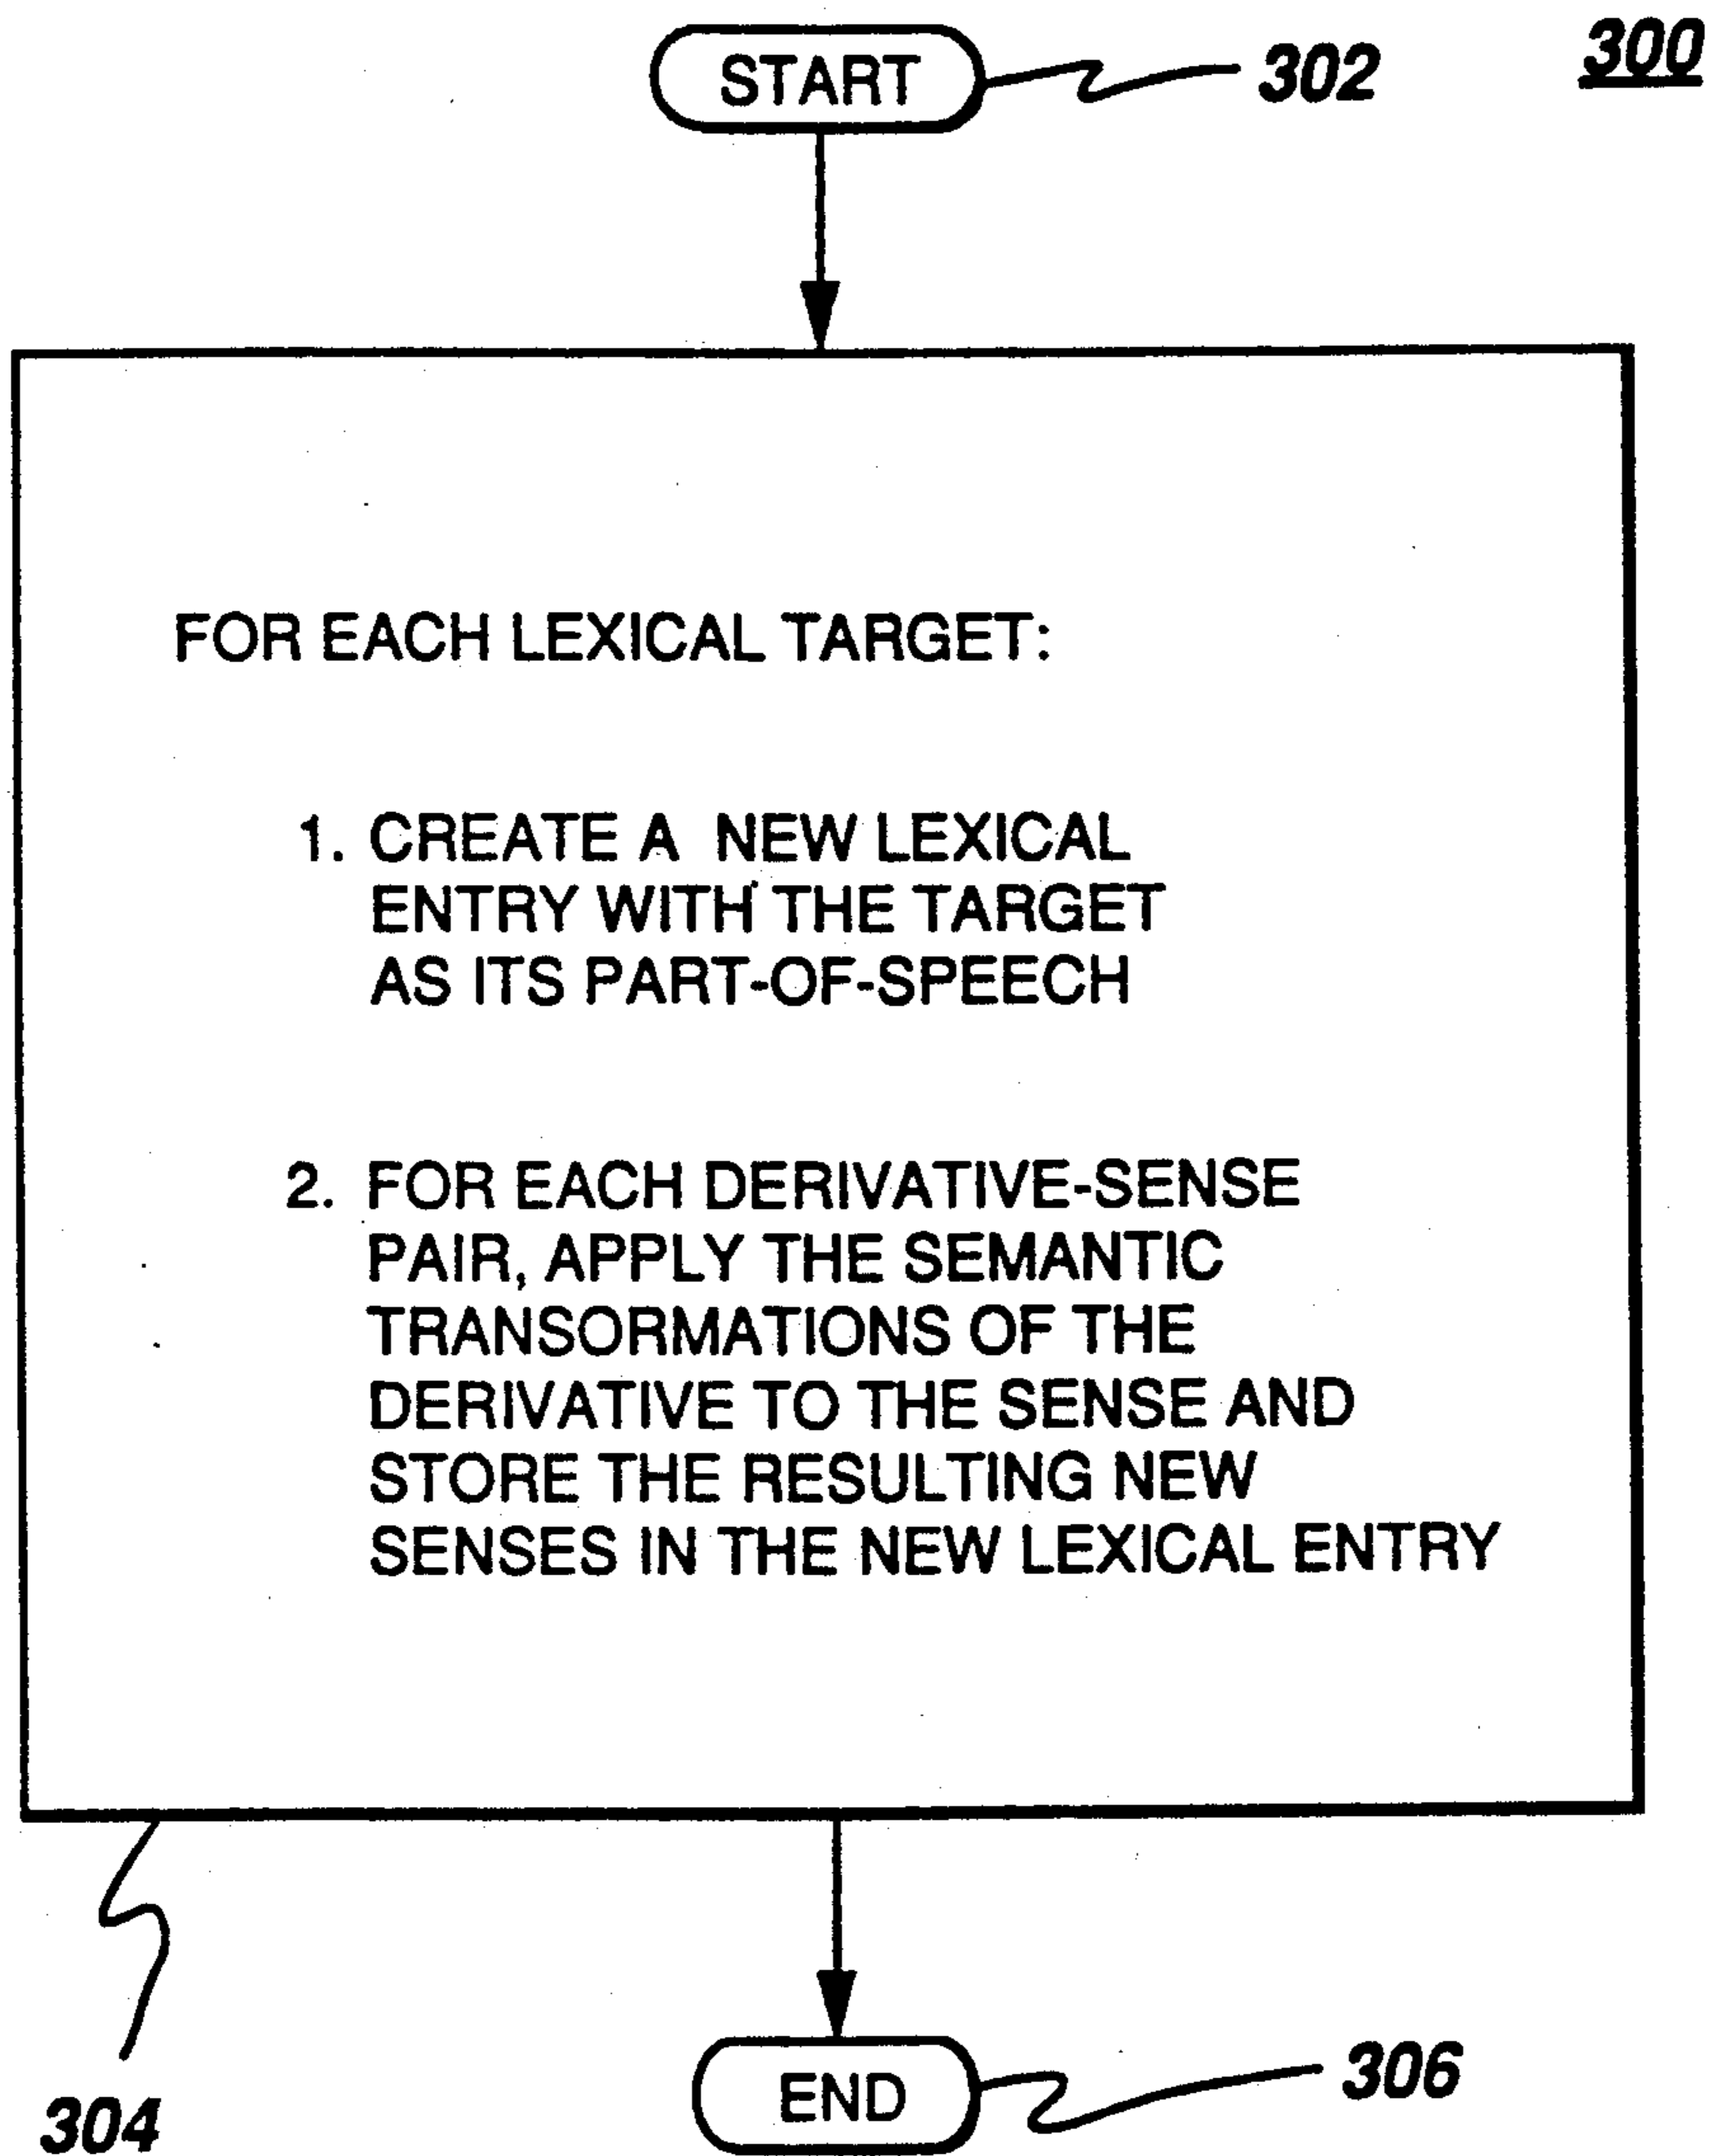 START
302
300
FOR EACH LEXICAL TARGET:
1. CREATE A NEW LEXICAL
ENTRY WITH THE TARGET
AS ITS PART-OF-SPEECH
2. FOR EACH DERIVATIVE-SENSE
PAIR, APPLY THE SEMANTIC
TRANSORMATIONS OF THE
DERIVATIVE TO THE SENSE AND
STORE THE RESULTING NEW
SENSES IN THE NEW LEXICAL ENTRY
304
END
306